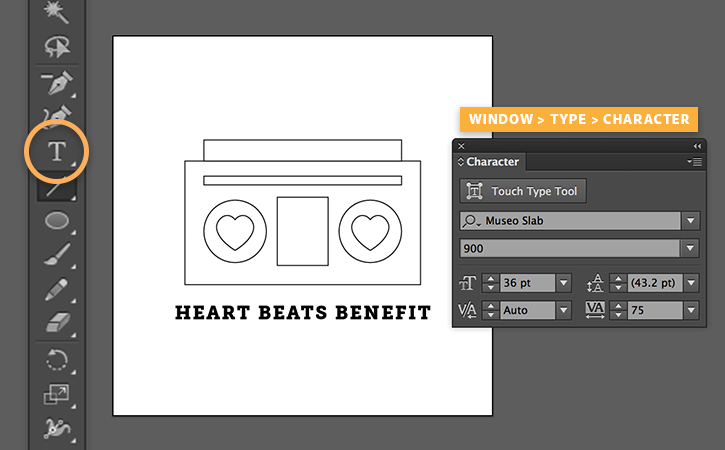 WINDOW > TYPE > CHARACTER
Character
Touch Type Tool
Museo Slab
900
36 pt
(43.2 pt)
Auto
75
T
HEART BEATS BENEFIT